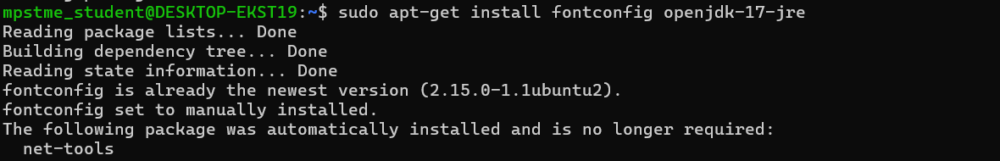 mpstme_student@DESKTOP-EKST19:~$ sudo apt-get install fontconfig openjdk-17-jre
Reading package lists... Done
Building dependency tree... Done
Reading state information... Done
fontconfig is already the newest version (2.15.0-1.1ubuntu2).
fontconfig set to manually installed.
The following package was automatically installed and is no longer required:
  net-tools